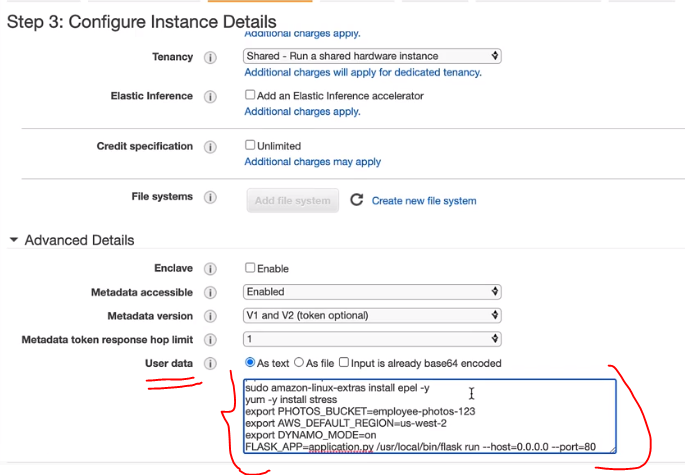 Step 3: Configure Instance Details
Additional charges apply.
Tenancy Shared - Run a shared hardware instance
Additional charges will apply for dedicated tenancy.
Elastic Inference Add an Elastic Inference accelerator
Additional charges apply.
Credit specification Unlimited
Additional charges may apply
File systems Add file system Create new file system
Advanced Details
Enclave Enable
Metadata accessible Enabled
Metadata version V1 and V2 (token optional)
Metadata token response hop limit 1
User data As text As file Input is already base64 encoded
sudo amazon-linux-extras install epel -y
yum -y install stress
export PHOTOS_BUCKET=employee-photos-123
export AWS_DEFAULT_REGION=us-west-2
export DYNAMO_MODE=on
FLASK_APP=application.py /usr/local/bin/flask run --host=0.0.0.0 --port=80